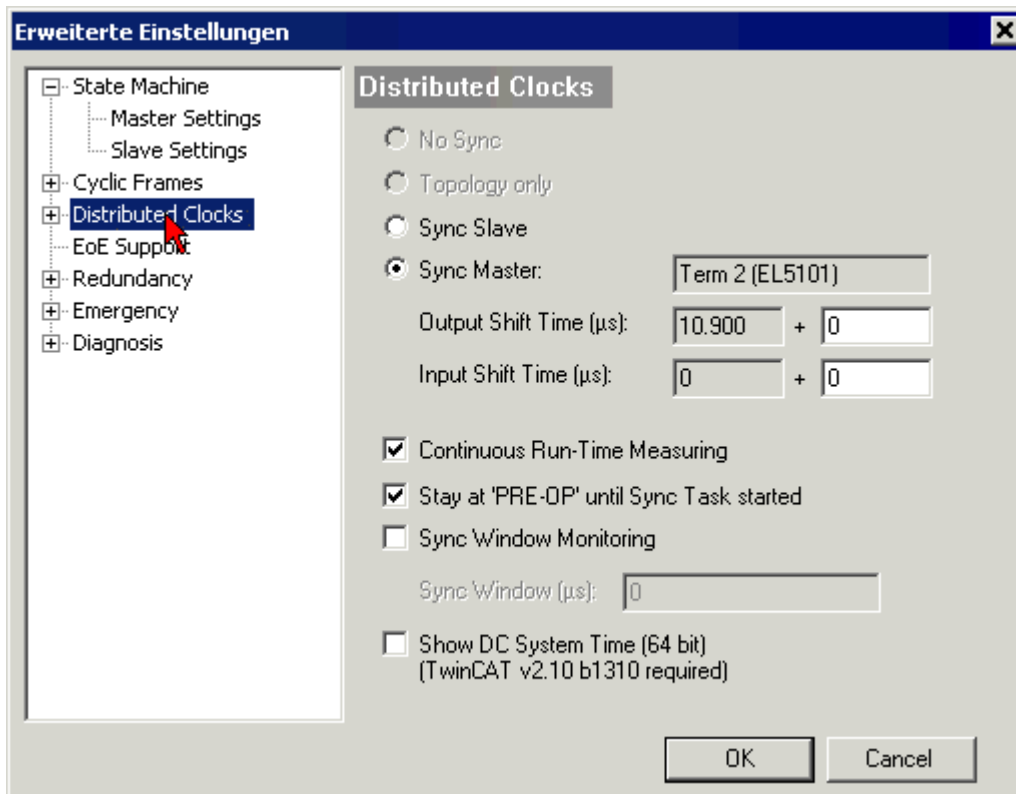 Erweiterte Einstellungen
State Machine
Master Settings
Slave Settings
Cyclic Frames
Distributed Clocks
EoE Support
Redundancy
Emergency
Diagnosis
Distributed Clocks
No Sync
Topology only
Sync Slave
Sync Master: Term 2 (EL5101)
Output Shift Time (µs): 10.900 + 0
Input Shift Time (µs): 0 + 0
Continuous Run-Time Measuring
Stay at 'PRE-OP' until Sync Task started
Sync Window Monitoring
Sync Window (µs): 0
Show DC System Time (64 bit)
(TwinCAT v2.10 b1310 required)
OK Cancel